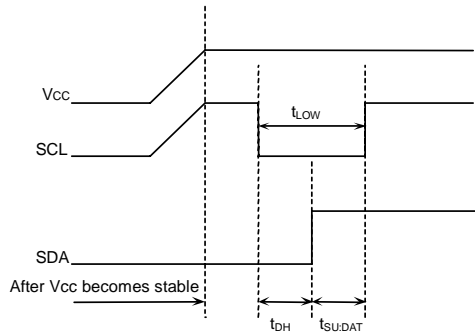 VCC
tLOW
SCL
SDA
After Vcc becomes stable
tDH
tSU:DAT